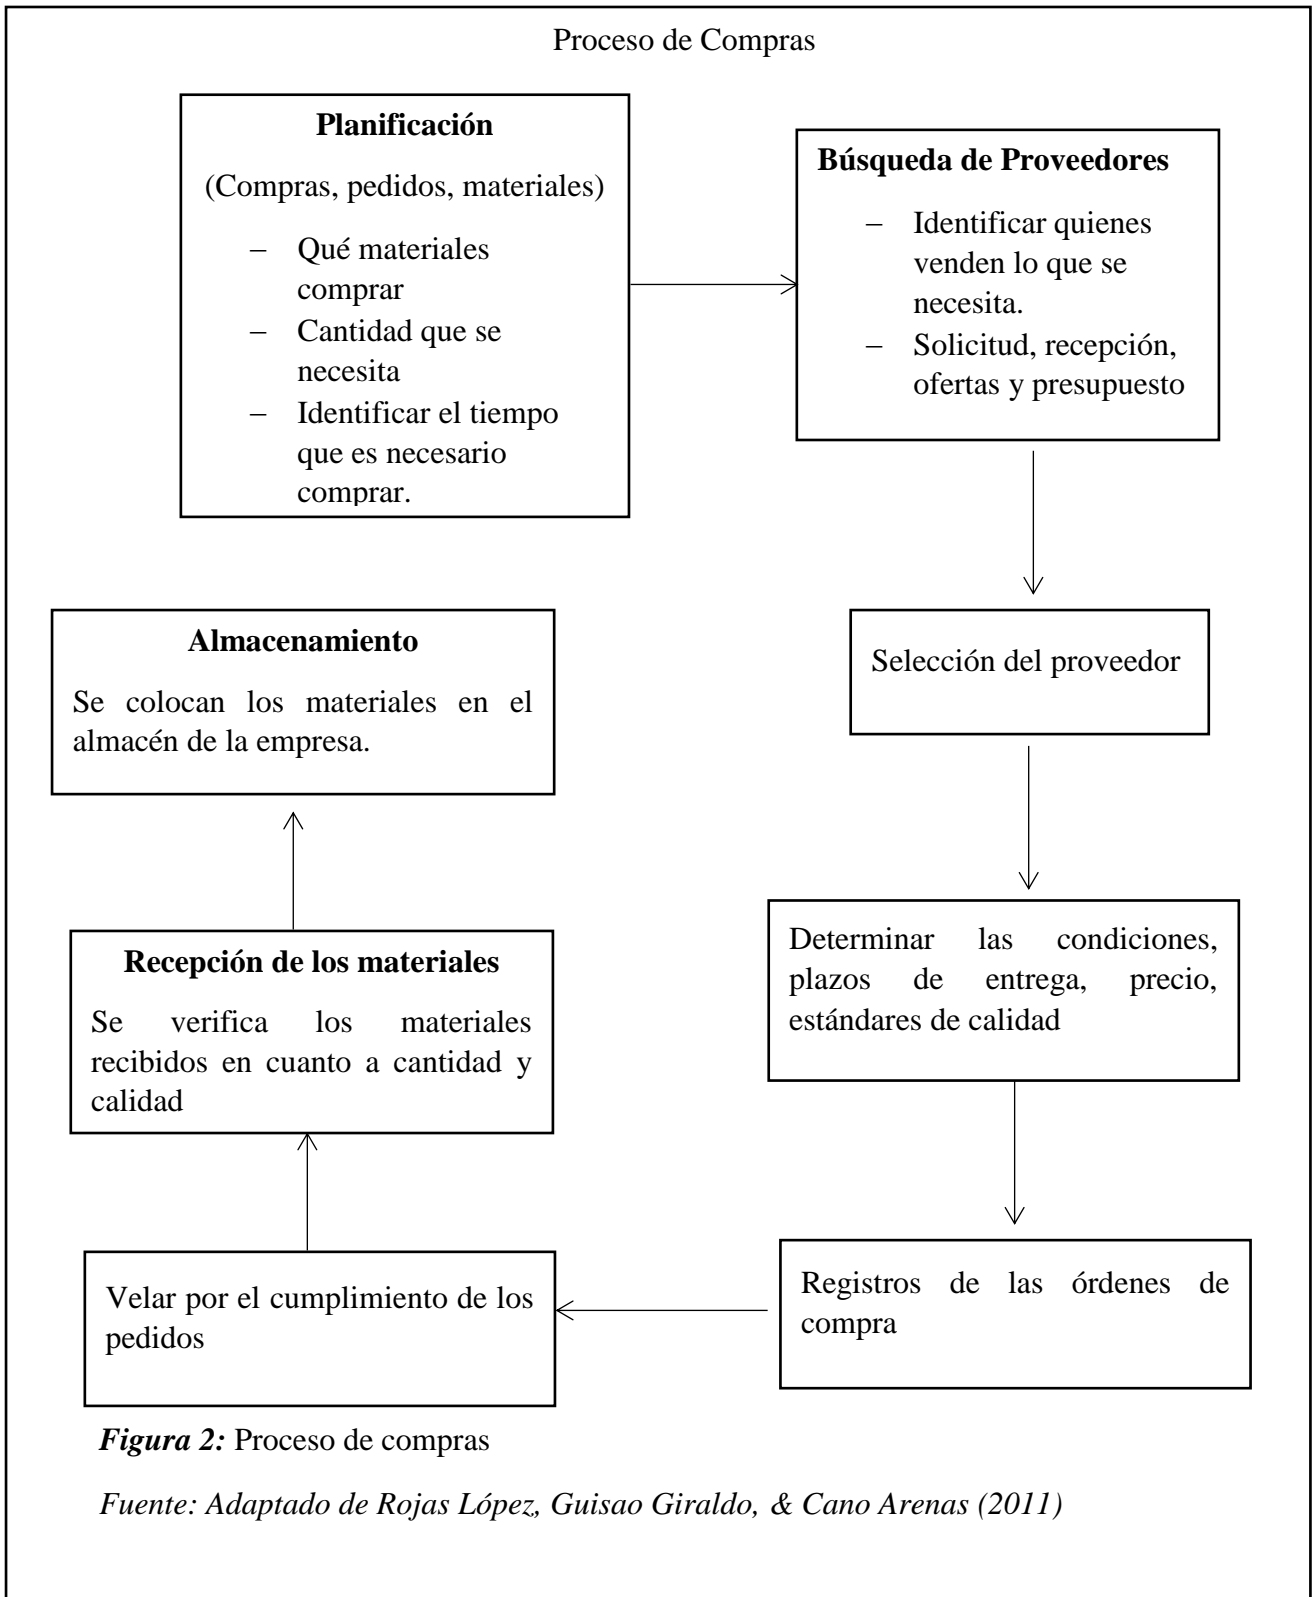 Proceso de Compras
Planificación
(Compras, pedidos, materiales)
– Qué materiales
comprar
– Cantidad que se
necesita
– Identificar el tiempo
que es necesario
comprar.
Búsqueda de Proveedores
– Identificar quienes
venden lo que se
necesita.
– Solicitud, recepción,
ofertas y presupuesto
Selección del proveedor
Determinar las condiciones,
plazos de entrega, precio,
estándares de calidad
Registros de las órdenes de
compra
Velar por el cumplimiento de los
pedidos
Recepción de los materiales
Se verifica los materiales
recibidos en cuanto a cantidad y
calidad
Almacenamiento
Se colocan los materiales en el
almacén de la empresa.
Figura 2: Proceso de compras
Fuente: Adaptado de Rojas López, Guisao Giraldo, & Cano Arenas (2011)